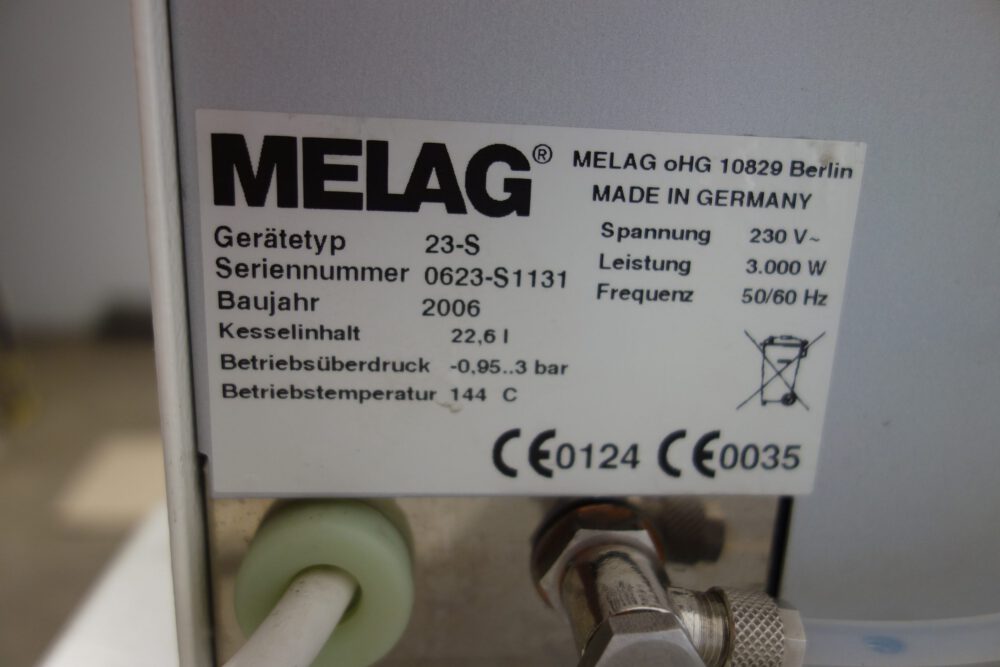 MELAG®
MELAG oHG 10829 Berlin
MADE IN GERMANY
Gerätetyp 23-S
Seriennummer 0623-S1131
Baujahr 2006
Kesselinhalt 22,6 l
Betriebsüberdruck -0,95..3 bar
Betriebstemperatur 144 C
Spannung 230 V~
Leistung 3.000 W
Frequenz 50/60 Hz
CE0124 CE0035